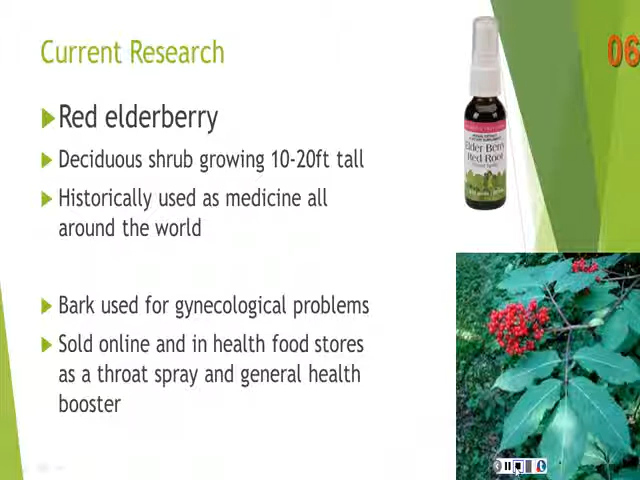 Current Research
06
Red elderberry
Deciduous shrub growing 10-20ft tall
Historically used as medicine all
around the world
Bark used for gynecological problems
Sold online and in health food stores
as a throat spray and general health
booster
Elder Berry
Red Root